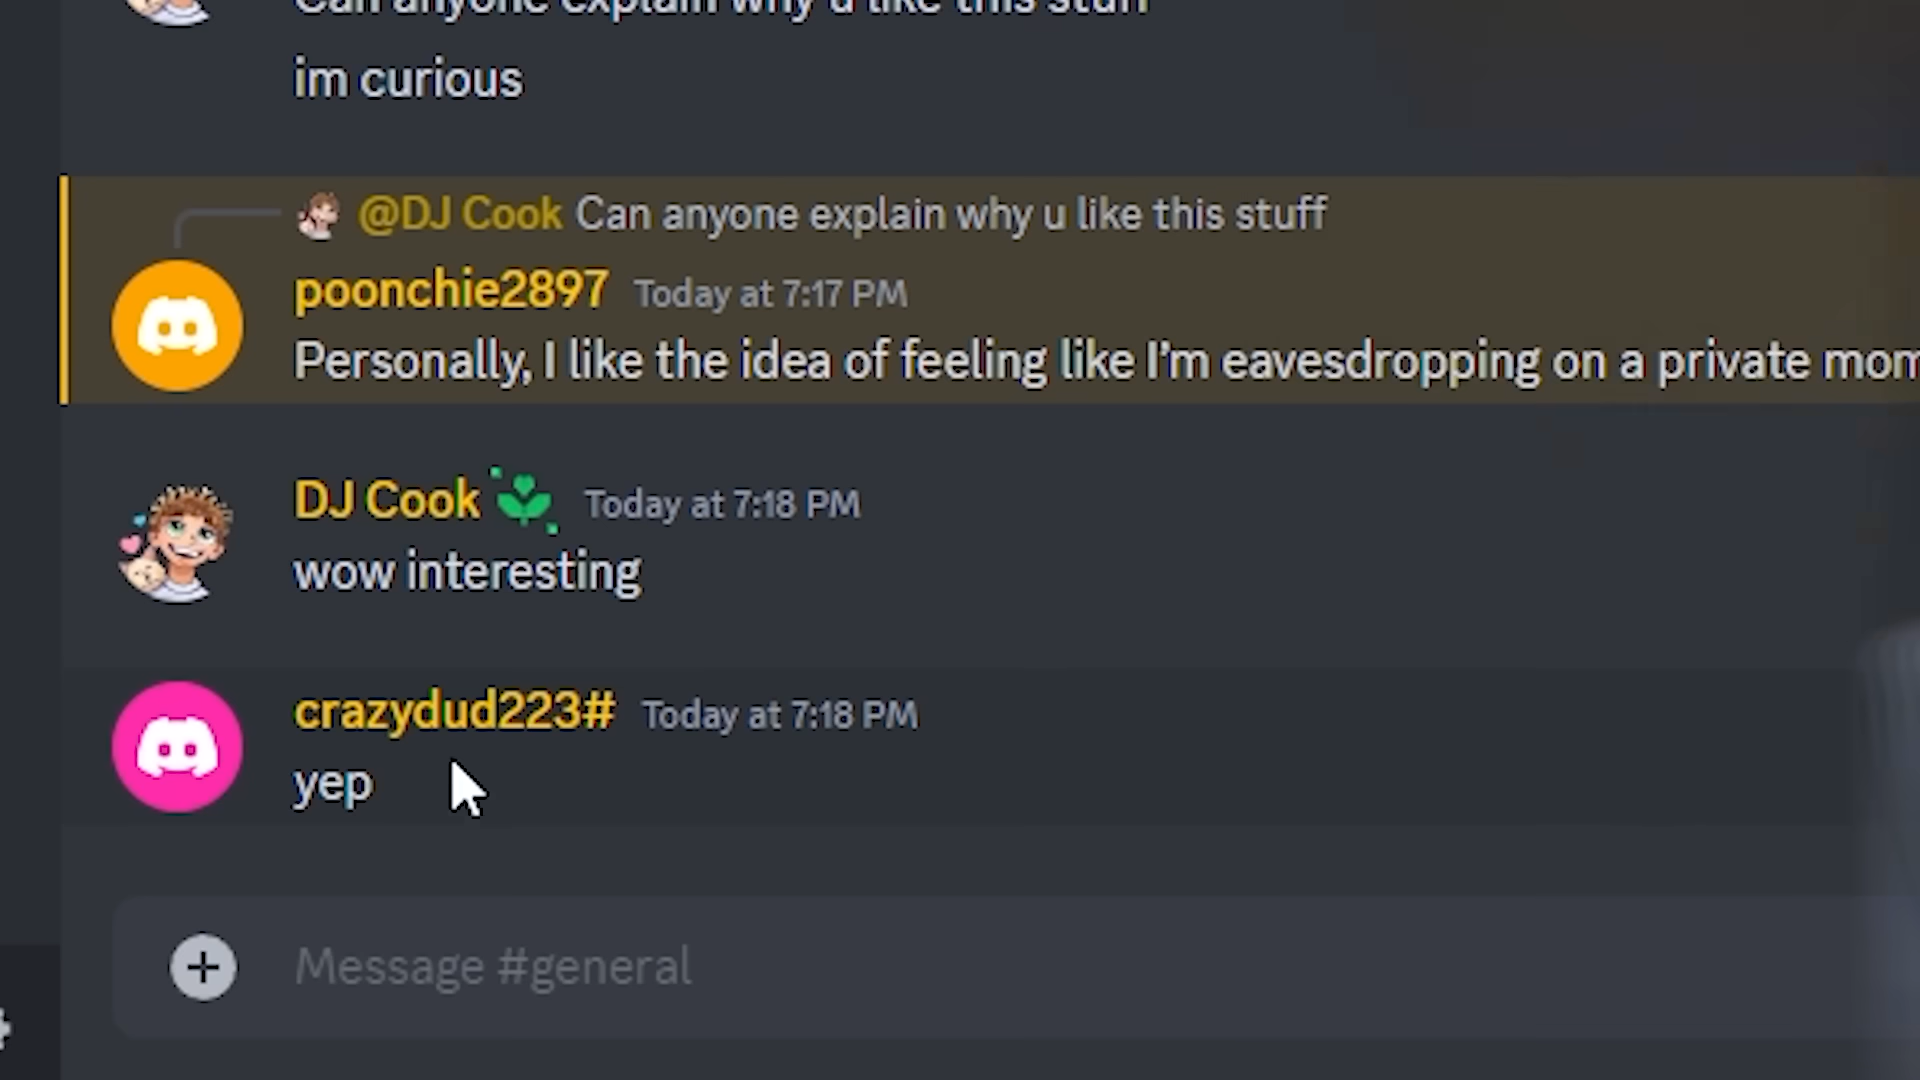 Can anyone explain why u like this stuff
im curious
@DJ Cook Can anyone explain why u like this stuff
poonchie2897 Today at 7:17 PM
Personally, I like the idea of feeling like I'm eavesdropping on a private
DJ Cook Today at 7:18 PM
wow interesting
crazydud223# Today at 7:18 PM
yep
Message #general